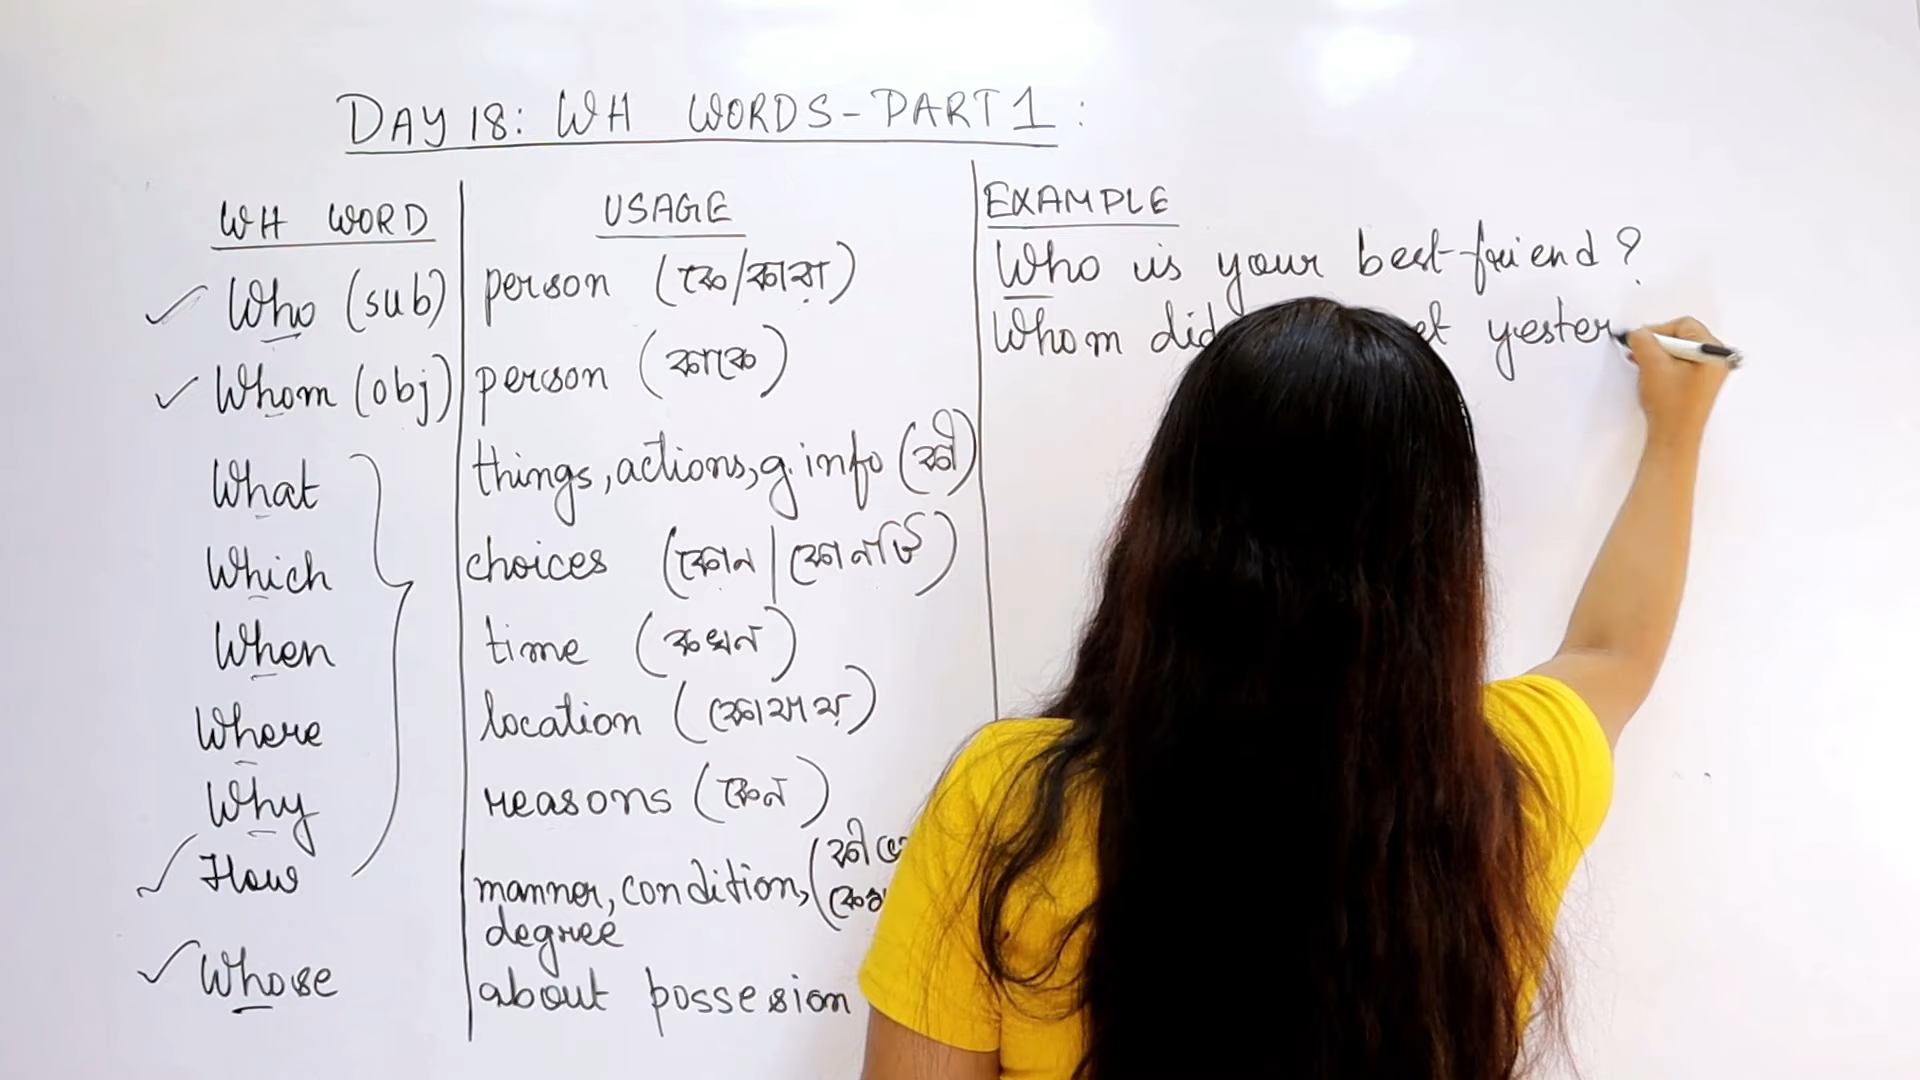 DAY 18: WH WORDS - PART 1 :
WH WORD USAGE EXAMPLE
Who (sub) person (কে/কারা) Who is your best friend?
Whom (obj) person (কাকে) Whom did yester
What things, actions, g. info (কী)
Which choices (কোন | কোনটি)
When time (কখন)
Where location (কোথায়)
Why reasons (কেন)
How manner, condition, degree
Whose about possesion